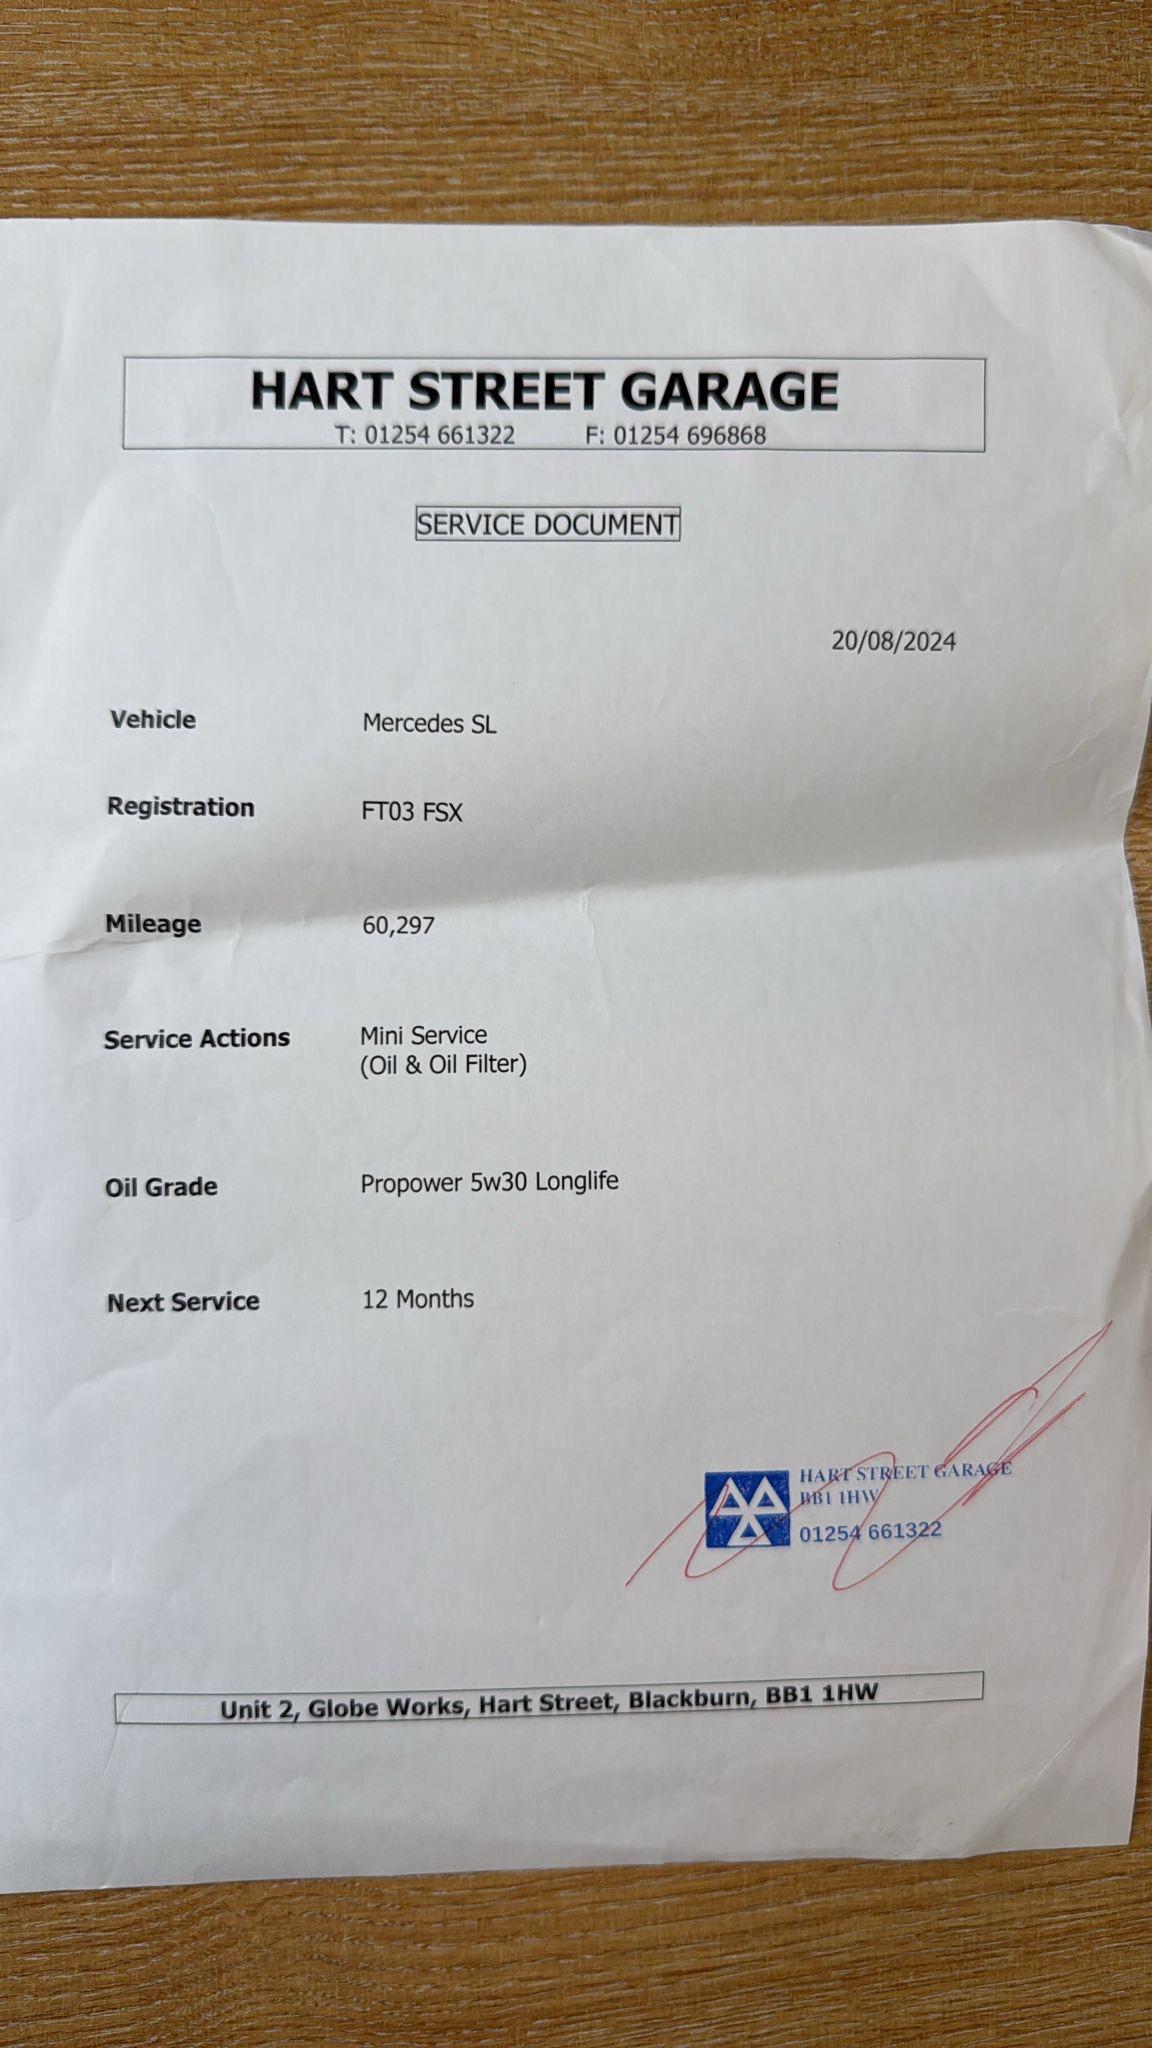 HART STREET GARAGE
T: 01254 661322 F: 01254 696868
SERVICE DOCUMENT
20/08/2024
Vehicle Mercedes SL
Registration FT03 FSX
Mileage 60,297
Service Actions Mini Service
(Oil & Oil Filter)
Oil Grade Propower 5w30 Longlife
Next Service 12 Months
HART STREET GARAGE
BB1 1HW
01254 661322
Unit 2, Globe Works, Hart Street, Blackburn, BB1 1HW